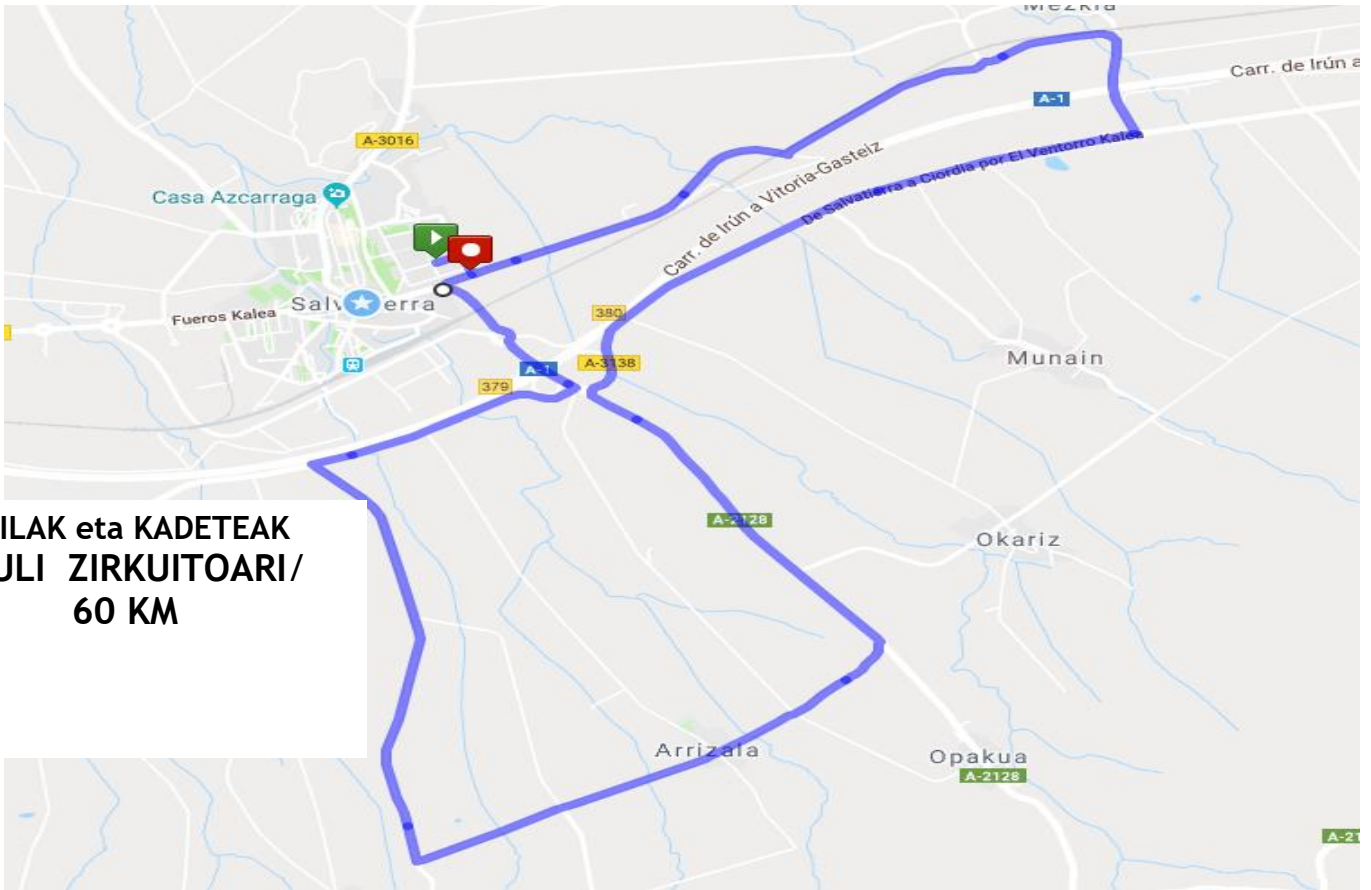 Carr. de Irún a
A-1
A-3016
Casa Azcarraga
De Salvatierra a Ciordia por El Ventorro Kalea
Carr. de Irún a Vitoria-Gasteiz
Fueros Kalea
380
A-3138
Munain
A-1
379
A-2128
ILAK eta KADETEAK
ULI ZIRKUITOARI/
60 KM
Okariz
Arrizala
Opakua
A-2128